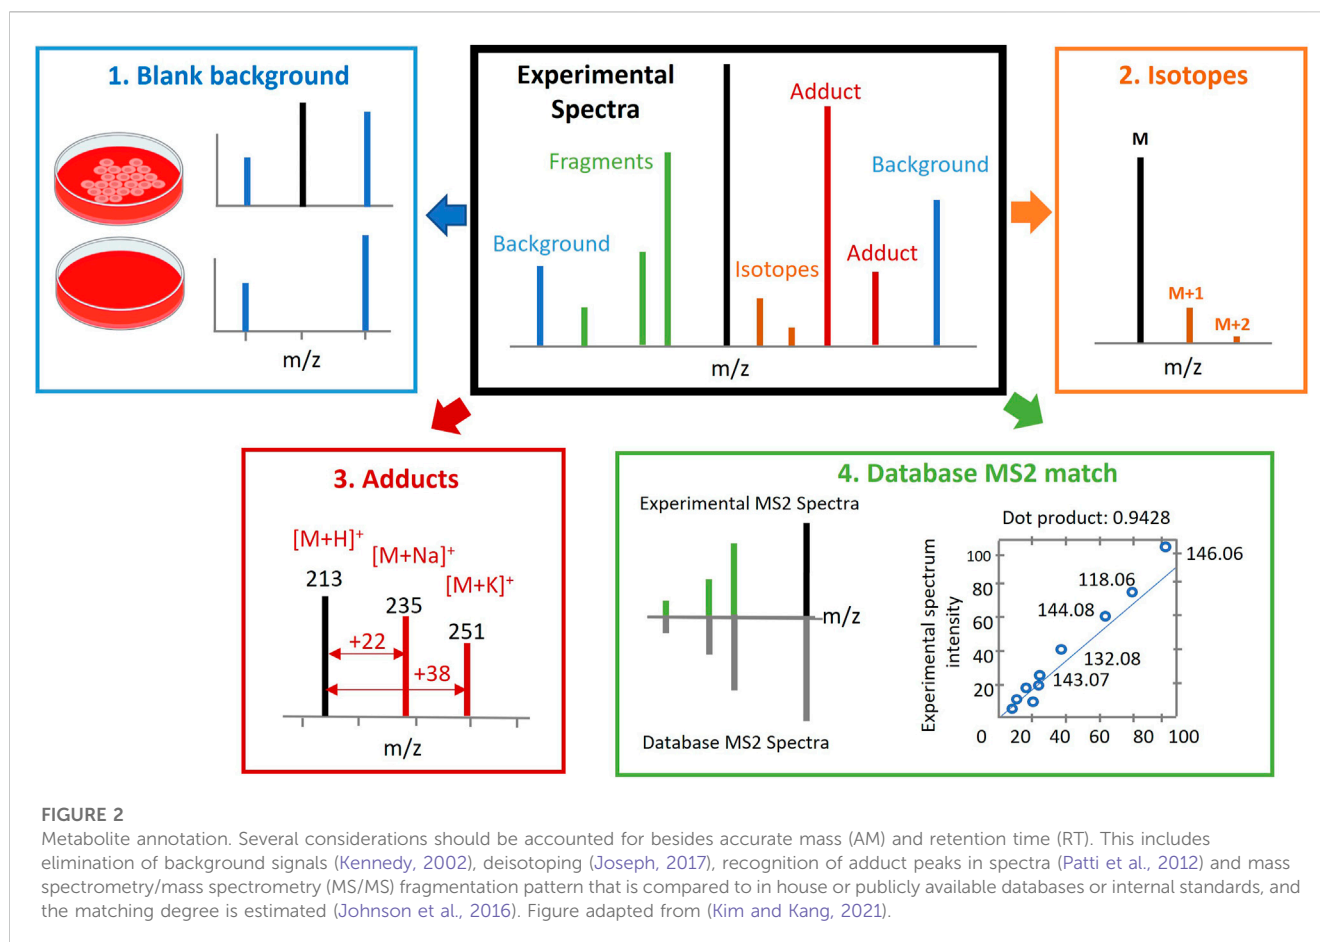 1. Blank background
m/z
Experimental
Spectra
Fragments
Background
Isotopes
Adduct
Adduct
Background
m/z
2. Isotopes
M
M+1
M+2
m/z
3. Adducts
[M+H]+
[M+Na]+
[M+K]+
213
235
251
+22
+38
m/z
4. Database MS2 match
Experimental MS2 Spectra
m/z
Database MS2 Spectra
Dot product: 0.9428
Experimental spectrum
intensity
100
80
60
40
20
0 20 40 60 80 100
146.06
118.06
144.08
132.08
143.07
FIGURE 2
Metabolite annotation. Several considerations should be accounted for besides accurate mass (AM) and retention time (RT). This includes
elimination of background signals (Kennedy, 2002), deisotoping (Joseph, 2017), recognition of adduct peaks in spectra (Patti et al., 2012) and mass
spectrometry/mass spectrometry (MS/MS) fragmentation pattern that is compared to in house or publicly available databases or internal standards, and
the matching degree is estimated (Johnson et al., 2016). Figure adapted from (Kim and Kang, 2021).